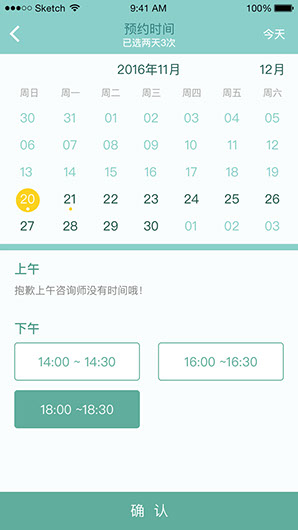 ●●●○○ Sketch 9:41 AM 100%
预约时间
已选两天3次
今天
2016年11月 12月
周日 周一 周二 周三 周四 周五 周六
30 31 01 01 03 04 05
06 07 08 09 10 11 12
13 14 15 16 17 18 19
20 21 22 23 24 25 26
27 28 29 30 01 02 03
上午
抱歉上午咨询师没有时间哦！
下午
14:00 ~ 14:30 16:00 ~16:30
18:00 ~18:30
确 认